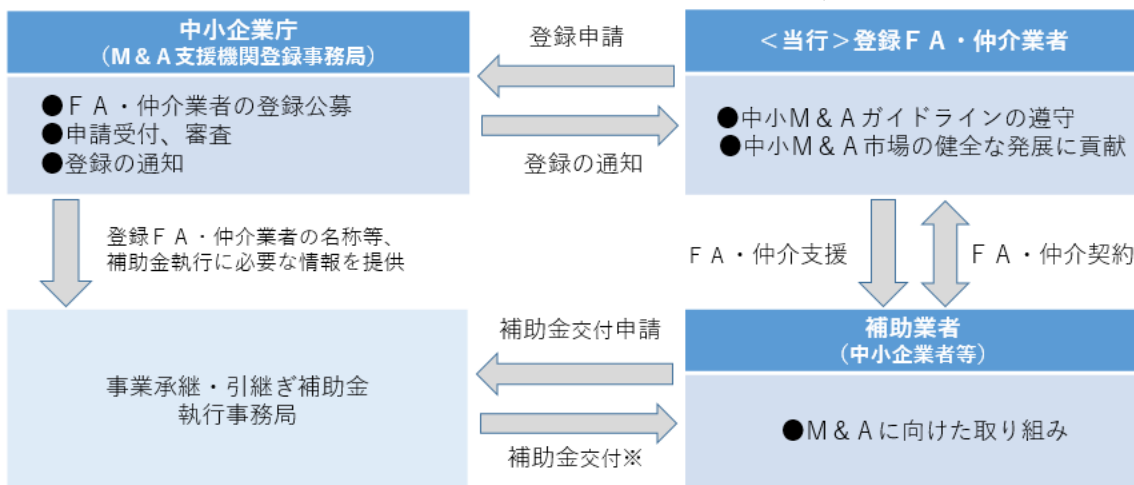 中小企業庁
（Ｍ＆Ａ支援機関登録事務局）
●ＦＡ・仲介業者の登録公募
●申請受付、審査
●登録の通知
登録申請
登録の通知
＜当行＞登録ＦＡ・仲介業者
●中小Ｍ＆Ａガイドラインの遵守
●中小Ｍ＆Ａ市場の健全な発展に貢献
登録ＦＡ・仲介業者の名称等、
補助金執行に必要な情報を提供
ＦＡ・仲介支援
ＦＡ・仲介契約
事業承継・引継ぎ補助金
執行事務局
補助金交付申請
補助金交付※
補助業者
（中小企業者等）
●Ｍ＆Ａに向けた取り組み